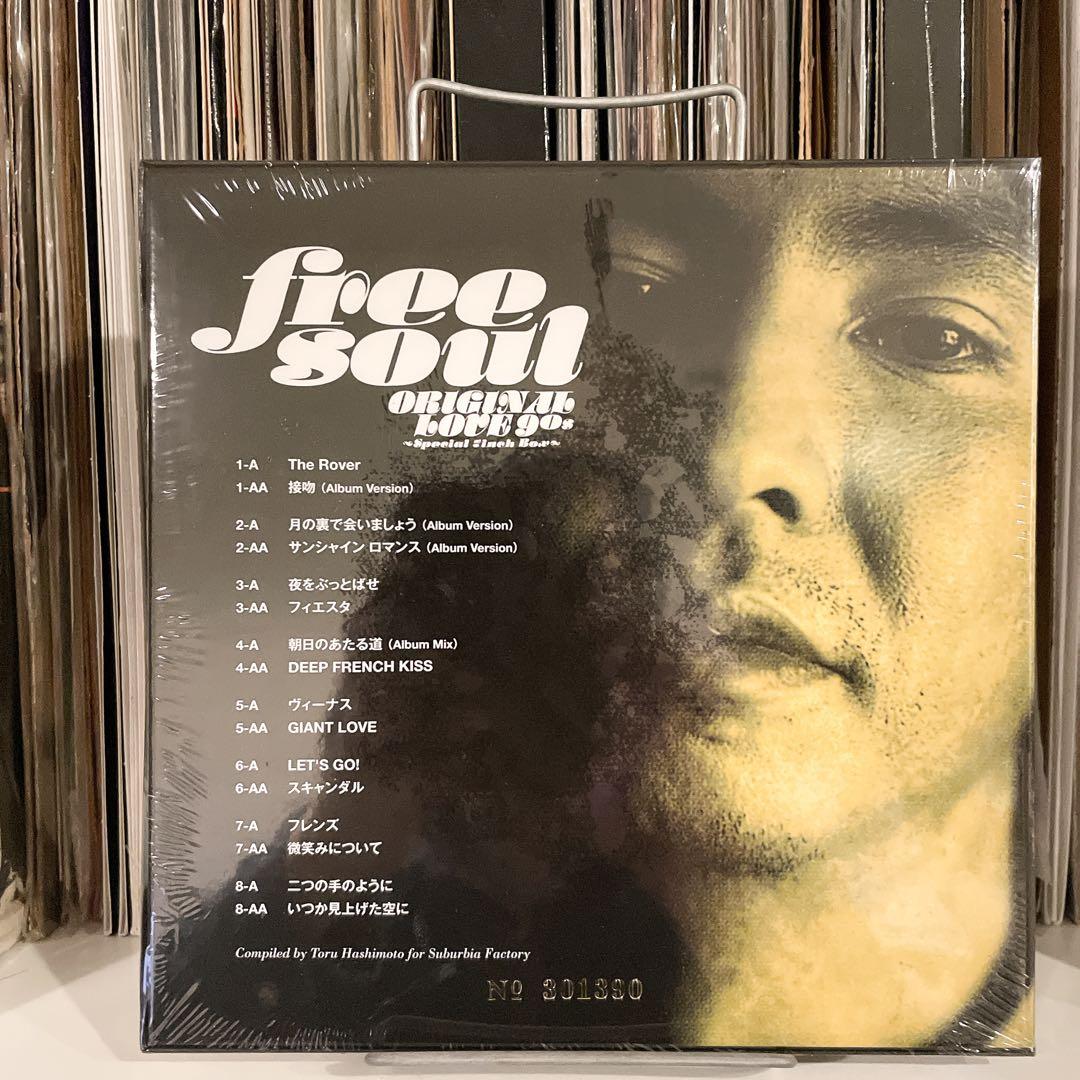 free
soul
ORIGINAL
LOVE 90s
~Special 7inch Box~
1-A The Rover
1-AA 接吻 (Album Version)
2-A 月の裏で会いましょう (Album Version)
2-AA サンシャイン ロマンス (Album Version)
3-A 夜をぶっとばせ
3-AA フィエスタ
4-A 朝日のあたる道 (Album Mix)
4-AA DEEP FRENCH KISS
5-A ヴィーナス
5-AA GIANT LOVE
6-A LET'S GO!
6-AA スキャンダル
7-A フレンズ
7-AA 微笑みについて
8-A 二つの手のように
8-AA いつか見上げた空に
Compiled by Toru Hashimoto for Suburbia Factory
Nº 301390